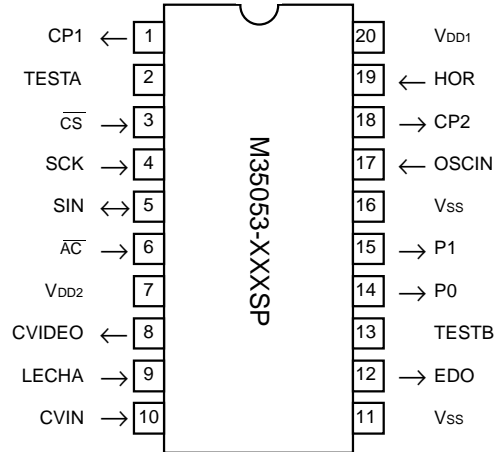 CP1 ← 1
TESTA 2
C̅S̅ → 3
SCK → 4
SIN ↔ 5
A̅C̅ → 6
VDD2 7
CVIDEO ← 8
LECHA → 9
CVIN → 10
M35053-XXXSP
20 VDD1
19 ← HOR
18 → CP2
17 ← OSCIN
16 VSS
15 → P1
14 → P0
13 TESTB
12 → EDO
11 VSS